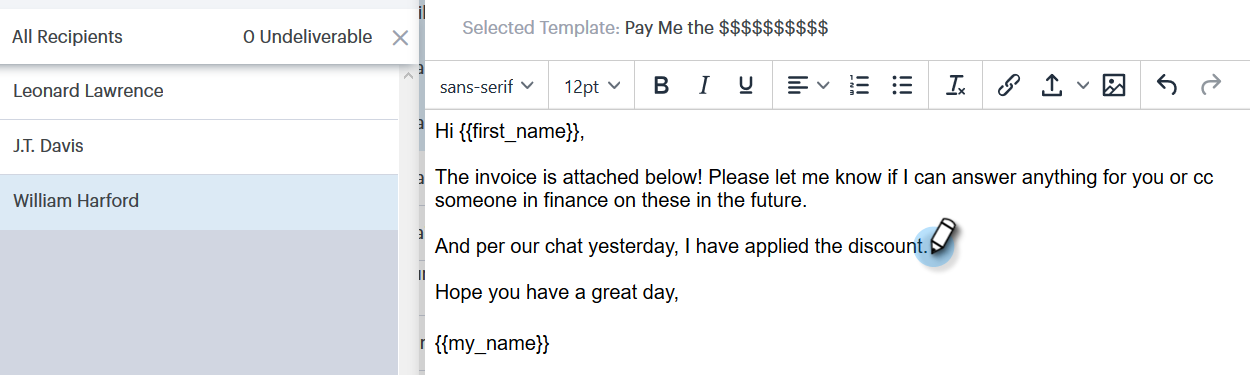 All Recipients 0 Undeliverable
Leonard Lawrence
J.T. Davis
William Harford
Selected Template: Pay Me the $$$$$$$$$$
sans-serif 12pt B I U
Hi {{first_name}},
The invoice is attached below! Please let me know if I can answer anything for you or cc
someone in finance on these in the future.
And per our chat yesterday, I have applied the discount.
Hope you have a great day,
{{my_name}}